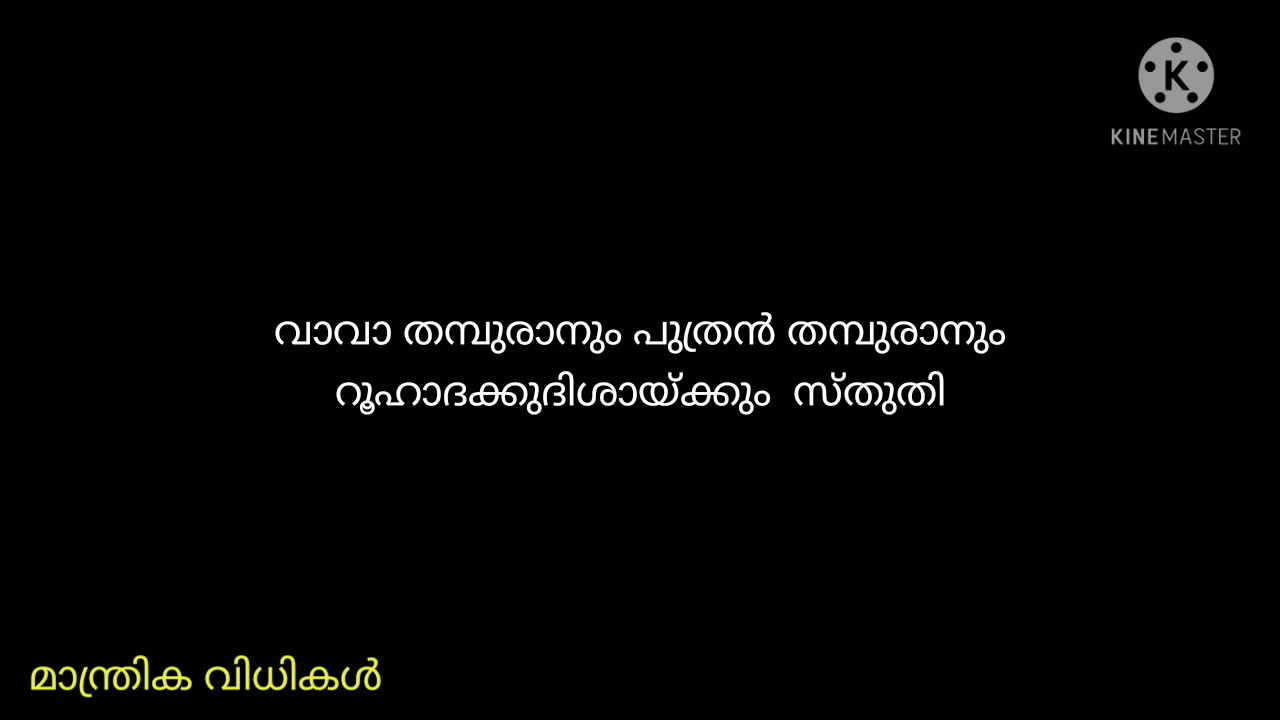 K
KINEMASTER
വാവാ തമ്പുരാനും പുത്രൻ തമ്പുരാനും
റൂഹാദക്കുദിശായ്ക്കും സ്തുതി
മാന്ത്രിക വിധികൾ